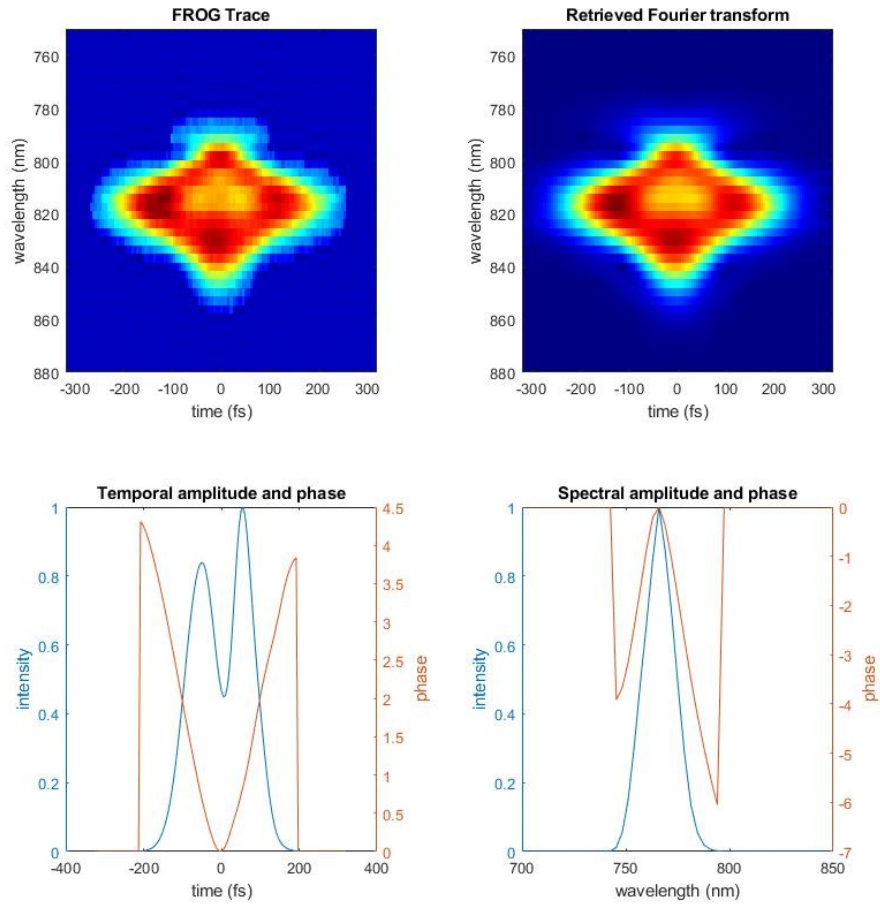 FROG Trace
760
780
800
820
840
860
880
wavelength (nm)
-300 -200 -100 0 100 200 300
time (fs)
Retrieved Fourier transform
760
780
800
820
840
860
880
wavelength (nm)
-300 -200 -100 0 100 200 300
time (fs)
Temporal amplitude and phase
1
0.8
0.6
0.4
0.2
0
intensity
4.5
4
3.5
3
2.5
2
1.5
1
0.5
0
phase
-400 -200 0 200 400
time (fs)
Spectral amplitude and phase
1
0.8
0.6
0.4
0.2
0
intensity
0
-1
-2
-3
-4
-5
-6
-7
phase
700 750 800 850
wavelength (nm)